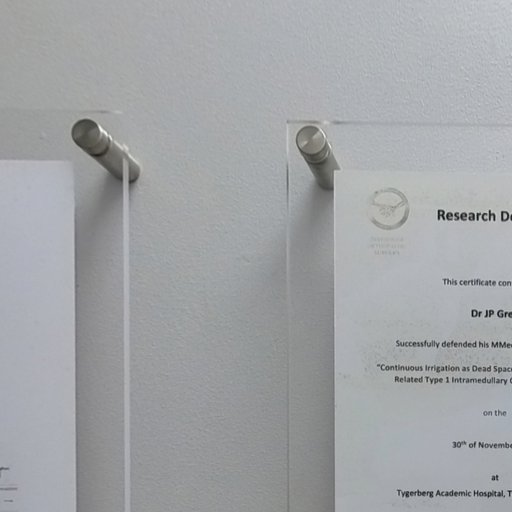 Research De
This certificate con
Dr JP Gre
Successfully defended his MMe
"Continuous Irrigation as Dead Spac
Related Type 1 Intramedullary
on the
30th of Novembe
at
Tygerberg Academic Hospital, T